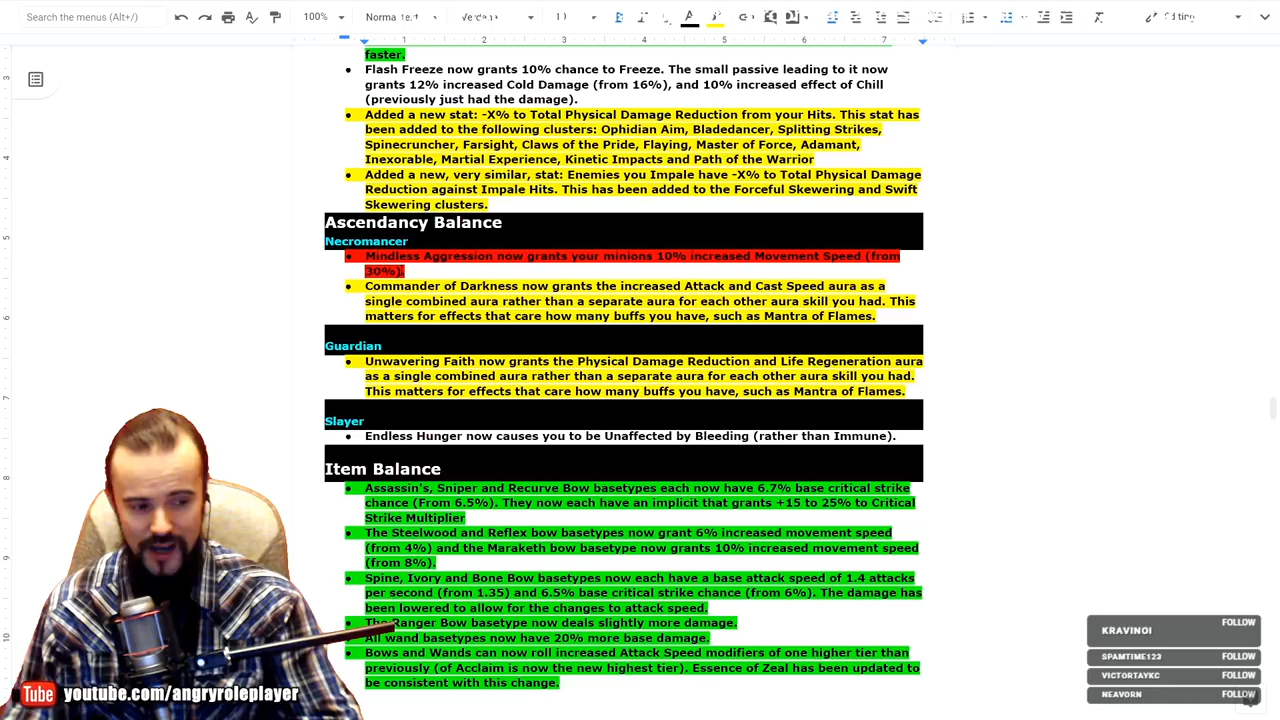 Search the menus (Alt+/)
100%
Normal text
Verdana
3 1 2 3 4 5 6 7
faster.
Flash Freeze now grants 10% chance to Freeze. The small passive leading to it now
grants 12% increased Cold Damage (from 16%), and 10% increased effect of Chill
(previously just had the damage).
Added a new stat: -X% to Total Physical Damage Reduction from your Hits. This stat has
been added to the following clusters: Ophidian Aim, Bladedancer, Splitting Strikes,
Spinecruncher, Farsight, Claws of the Pride, Flaying, Master of Force, Adamant,
Inexorable, Martial Experience, Kinetic Impacts and Path of the Warrior
Added a new, very similar, stat: Enemies you Impale have -X% to Total Physical Damage
Reduction against Impale Hits. This has been added to the Forceful Skewering and Swift
Skewering clusters.
Ascendancy Balance
Necromancer
Mindless Aggression now grants your minions 10% increased Movement Speed (from
30%).
Commander of Darkness now grants the increased Attack and Cast Speed aura as a
single combined aura rather than a separate aura for each other aura skill you had. This
matters for effects that care how many buffs you have, such as Mantra of Flames.
Guardian
Unwavering Faith now grants the Physical Damage Reduction and Life Regeneration aura
as a single combined aura rather than a separate aura for each other aura skill you had.
This matters for effects that care how many buffs you have, such as Mantra of Flames.
Slayer
Endless Hunger now causes you to be Unaffected by Bleeding (rather than Immune).
Item Balance
Assassin's, Sniper and Recurve Bow basetypes each now have 6.7% base critical strike
chance (From 6.5%). They now each have an implicit that grants +15 to 25% to Critical
Strike Multiplier
The Steelwood and Reflex bow basetypes now grant 6% increased movement speed
(from 4%) and the Maraketh bow basetype now grants 10% increased movement speed
(from 8%).
Spine, Ivory and Bone Bow basetypes now each have a base attack speed of 1.4 attacks
per second (from 1.35) and 6.5% base critical strike chance (from 6%). The damage has
been lowered to allow for the changes to attack speed.
The Ranger Bow basetype now deals slightly more damage.
All wand basetypes now have 20% more base damage.
Bows and Wands can now roll increased Attack Speed modifiers of one higher tier than
previously (of Acclaim is now the new highest tier). Essence of Zeal has been updated to
be consistent with this change.
KRAVINOI FOLLOW
SPAMTIME123 FOLLOW
VICTORTAYKC FOLLOW
NEAVORN FOLLOW
Tube youtube.com/angryroleplayer